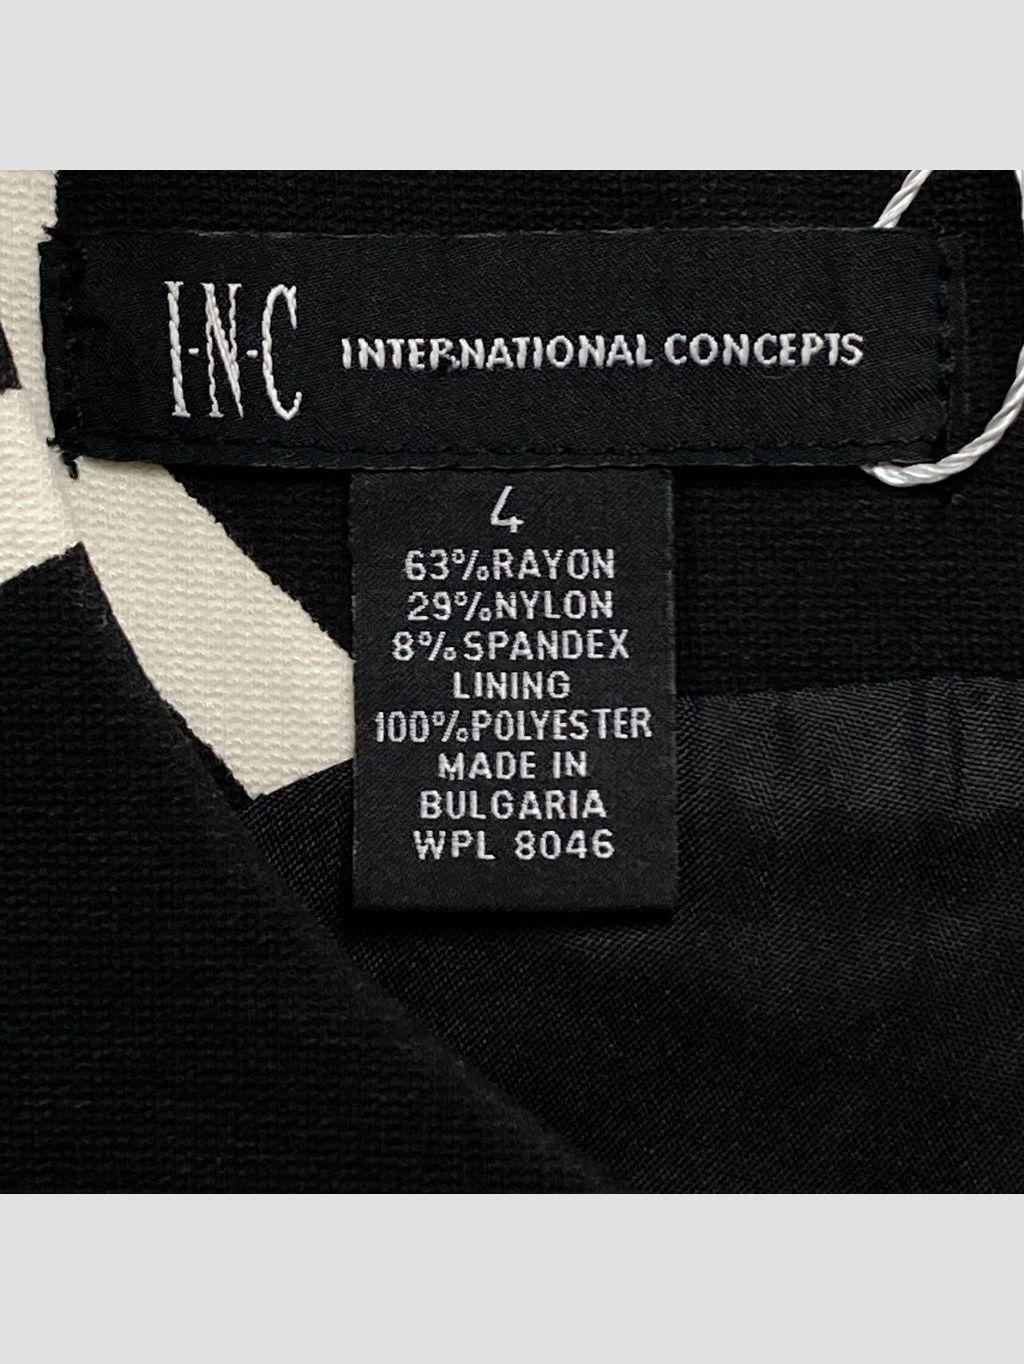 I·N·C INTERNATIONAL CONCEPTS
4
63%RAYON
29%NYLON
8%SPANDEX
LINING
100%POLYESTER
MADE IN
BULGARIA
WPL 8046